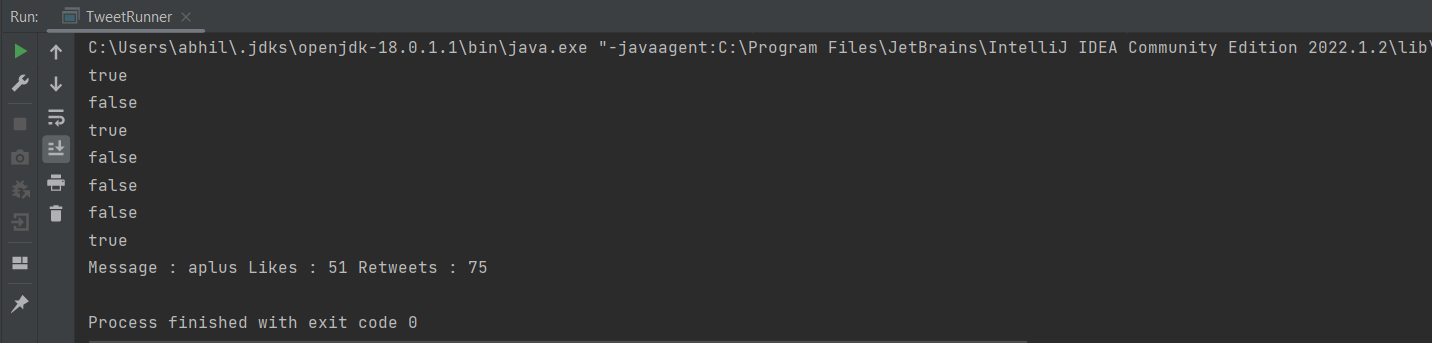 Run: TweetRunner
C:\Users\abhil\.jdks\openjdk-18.0.1.1\bin\java.exe "-javaagent:C:\Program Files\JetBrains\IntelliJ IDEA Community Edition 2022.1.2\lib\
true
false
true
false
false
false
true
Message : aplus Likes : 51 Retweets : 75
Process finished with exit code 0